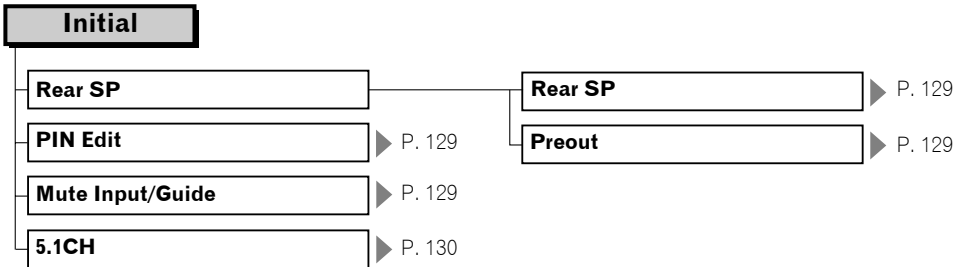 Initial
Rear SP
Rear SP P. 129
PIN Edit P. 129
Preout P. 129
Mute Input/Guide P. 129
5.1CH P. 130